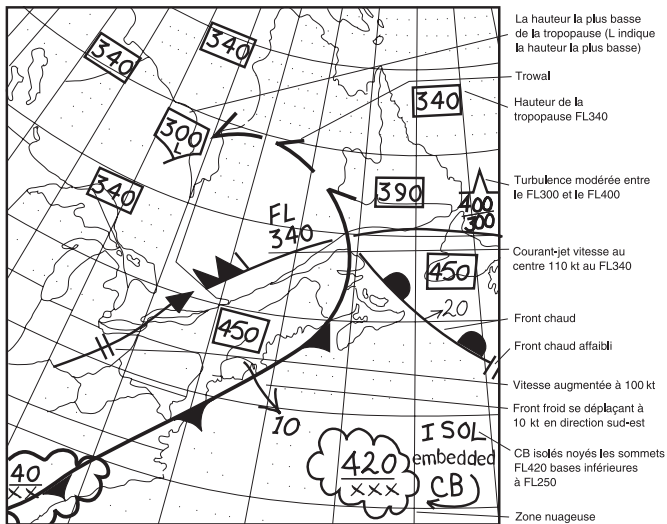 340
340
300
L
340
340
390
400
300
FL
340
450
450
20
10
40
XX
420
XXX
ISOL
embedded
CB
La hauteur la plus basse
de la tropopause (L indique
la hauteur la plus basse)
Trowal
Hauteur de la
tropopause FL340
Turbulence modérée entre
le FL300 et le FL400
Courant-jet vitesse au
centre 110 kt au FL340
Front chaud
Front chaud affaibli
Vitesse augmentée à 100 kt
Front froid se déplaçant à
10 kt en direction sud-est
CB isolés noyés les sommets
FL420 bases inférieures
à FL250
Zone nuageuse